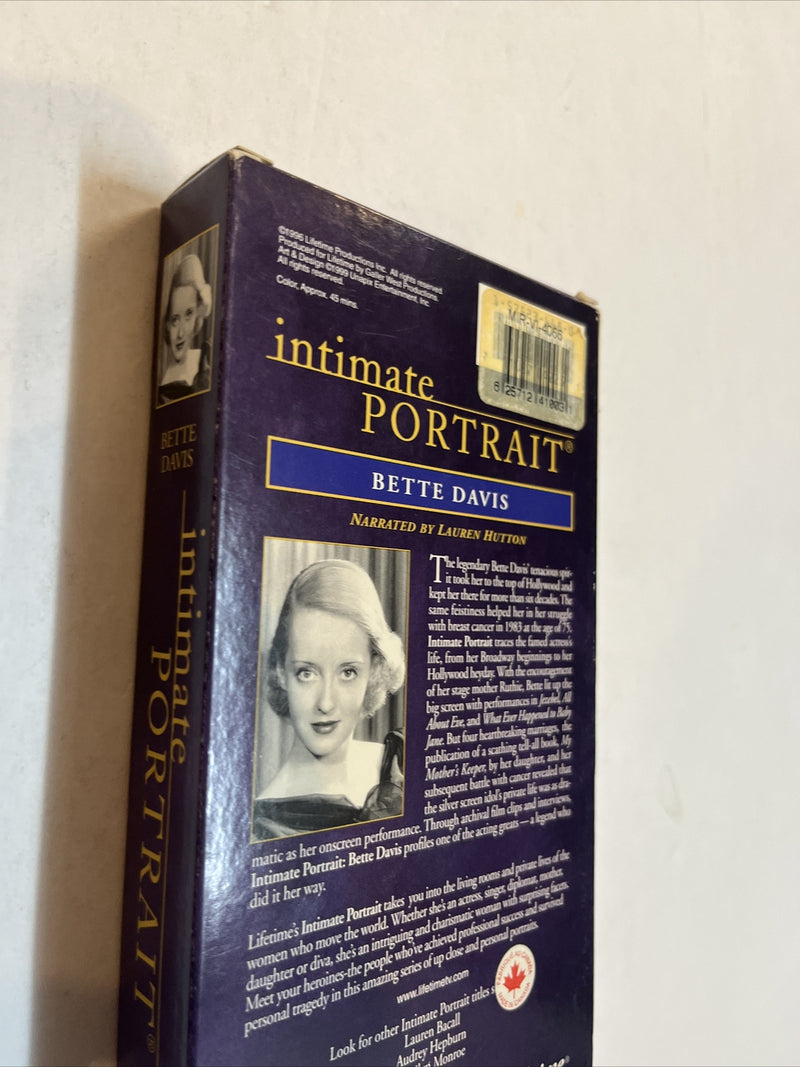 ©1996 Lifetime Productions Inc. All rights reserved.
Produced for Lifetime by Galler West Productions.
Art & Design ©1999 Unapix Entertainment, Inc.
All rights reserved.
Color, Approx. 45 mins.
MIR-VI-4066
6 25712 41003 1
intimate
PORTRAIT®
BETTE DAVIS
NARRATED BY LAUREN HUTTON
The legendary Bette Davis' tenacious spir-
it took her to the top of Hollywood and
kept her there for more than six decades. The
same feistiness helped her in her struggle
with breast cancer in 1983 at the age of 75.
Intimate Portrait traces the famed actress's
life, from her Broadway beginnings to her
Hollywood heyday. With the encouragement
of her stage mother Ruthie, Bette lit up the
big screen with performances in Jezebel, All
About Eve, and What Ever Happened to Baby
Jane. But four heartbreaking marriages, the
publication of a scathing tell-all book, My
Mother's Keeper, by her daughter, and her
subsequent battle with cancer revealed that
the silver screen idol's private life was as dra-
matic as her onscreen performance. Through archival film clips and interviews,
Intimate Portrait: Bette Davis profiles one of the acting greats — a legend who
did it her way.
Lifetime's Intimate Portrait takes you into the living rooms and private lives of the
women who move the world. Whether she's an actress, singer, diplomat, mother,
daughter or diva, she's an intriguing and charismatic woman with surprising facets.
Meet your heroines-the people who've achieved professional success and survived
personal tragedy in this amazing series of up close and personal portraits.
www.lifetimetv.com
MADE IN CANADA
Look for other Intimate Portrait titles
Lauren Bacall
Audrey Hepburn
Monroe
BETTE
DAVIS
intimate
PORTRAIT®